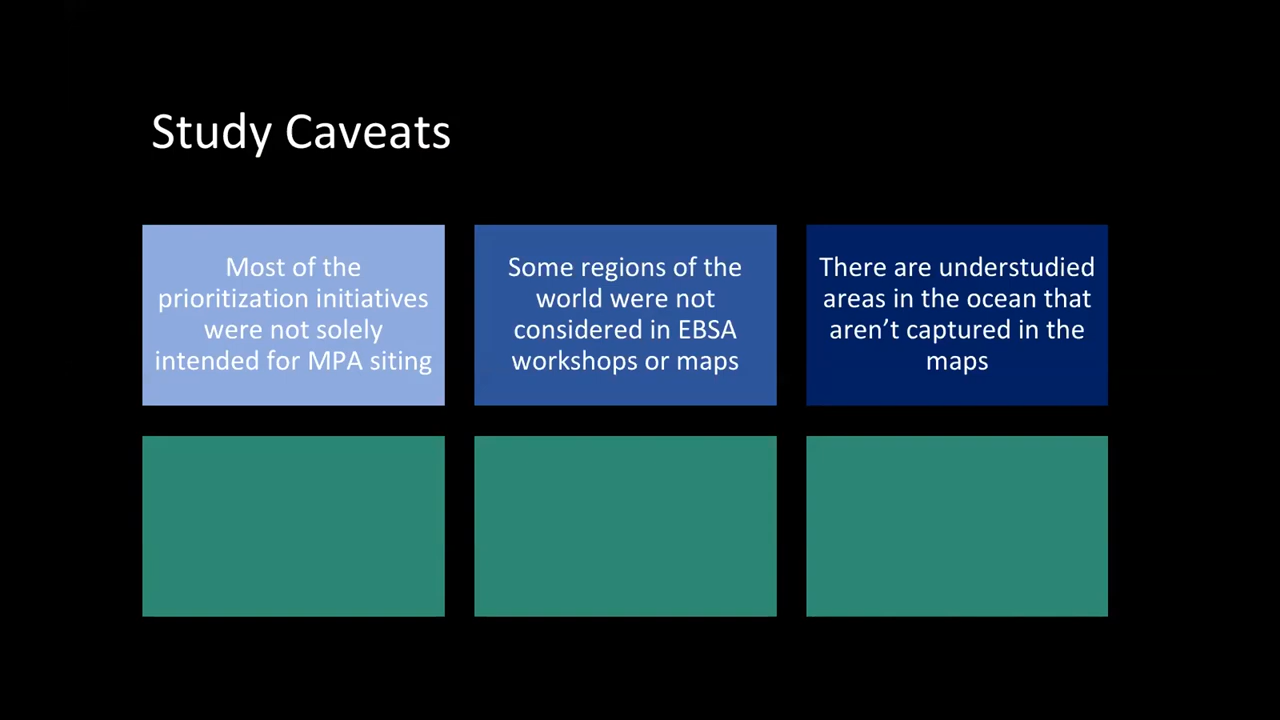 Study Caveats
Most of the
prioritization initiatives
were not solely
intended for MPA siting
Some regions of the
world were not
considered in EBSA
workshops or maps
There are understudied
areas in the ocean that
aren’t captured in the
maps